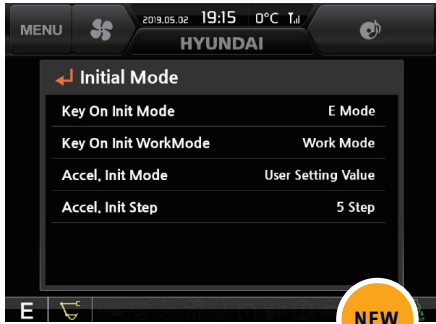 MENU
2019.05.02 19:15 0°C
HYUNDAI
Initial Mode
Key On Init Mode E Mode
Key On Init WorkMode Work Mode
Accel, Init Mode User Setting Value
Accel, Init Step 5 Step
E
NEW